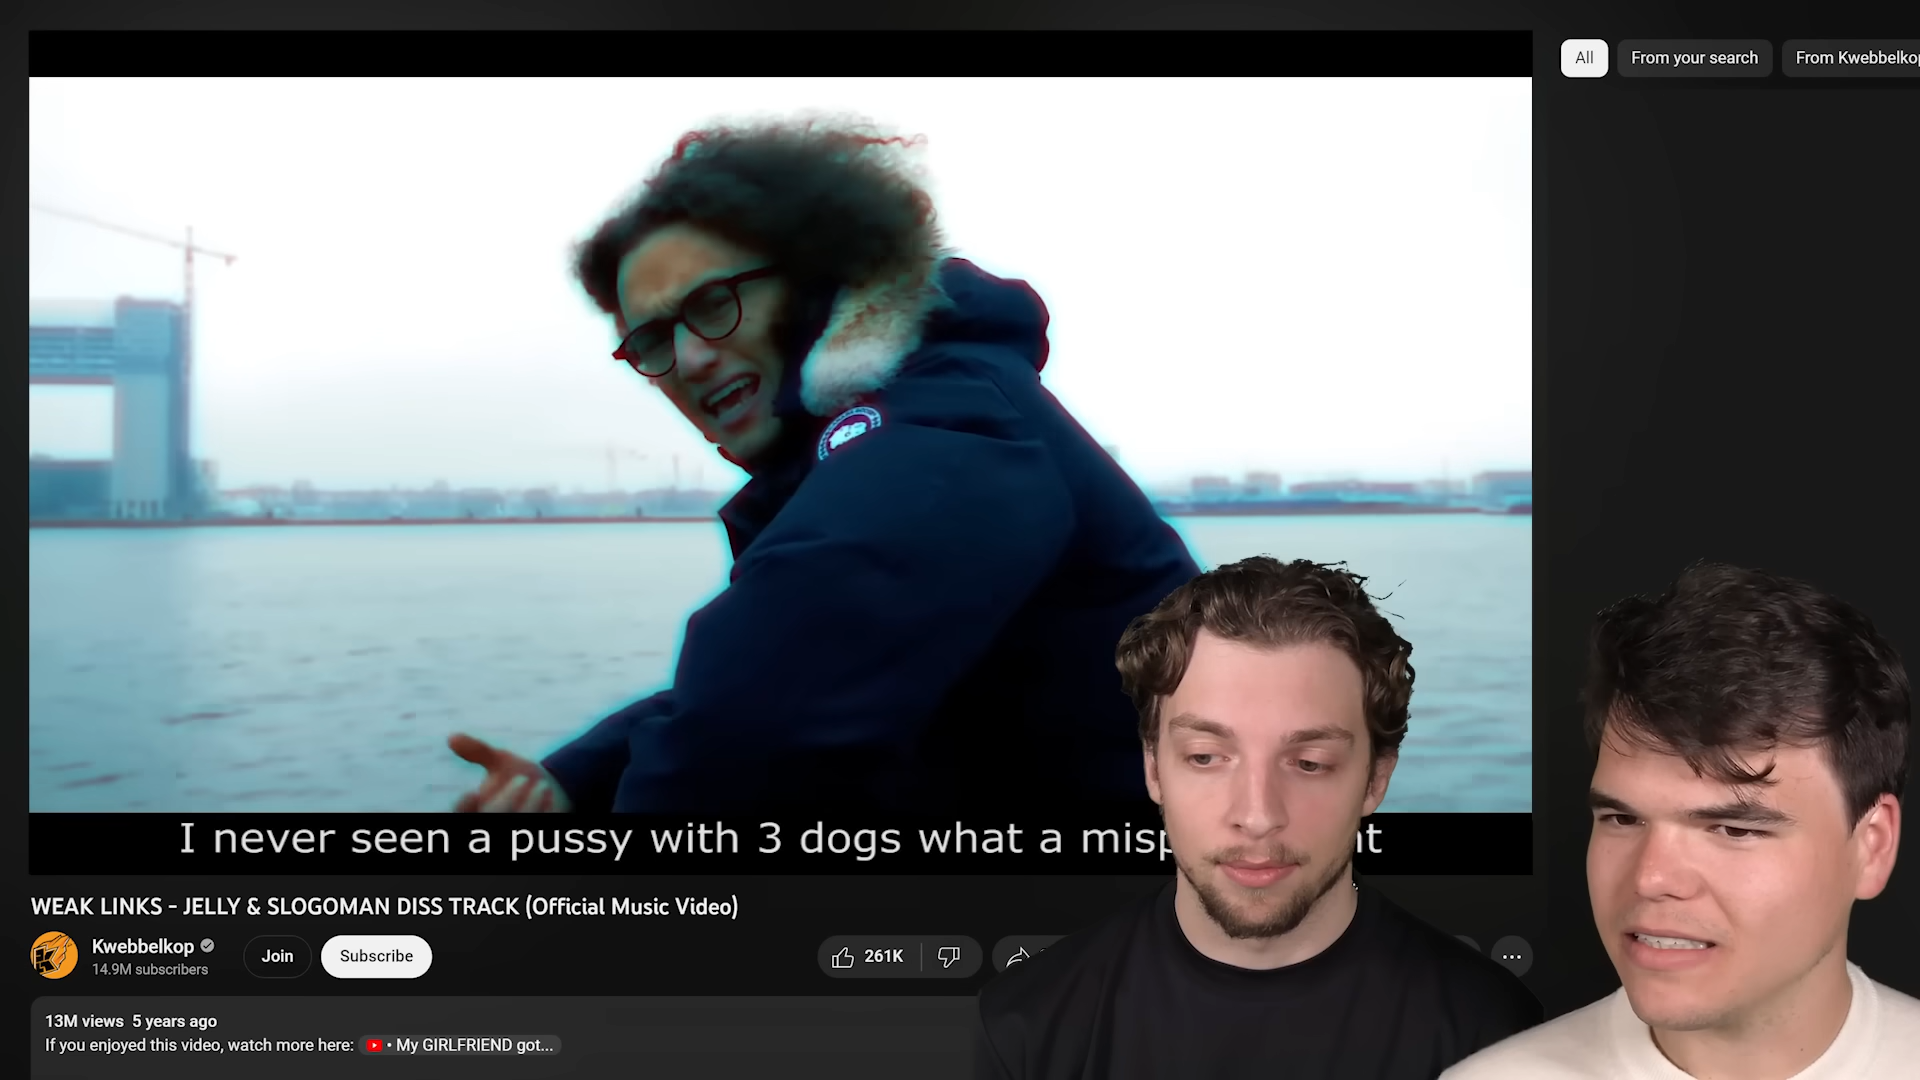 All
From your search
From Kwebbelkop
I never seen a pussy with 3 dogs what a
WEAK LINKS - JELLY & SLOGOMAN DISS TRACK (Official Music Video)
Kwebbelkop
14.9M subscribers
Join
Subscribe
261K
13M views 5 years ago
If you enjoyed this video, watch more here: • My GIRLFRIEND got...